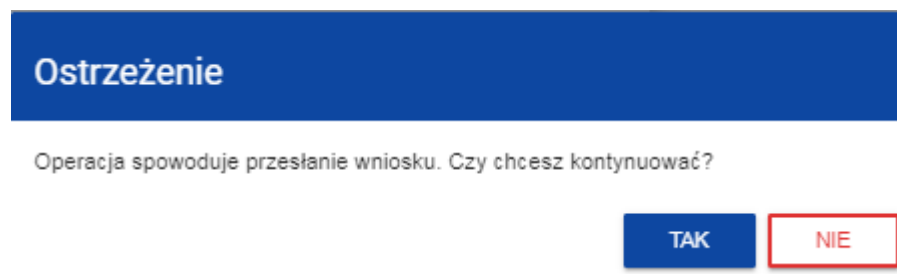 Ostrzeżenie
Operacja spowoduje przesłanie wniosku. Czy chcesz kontynuować?
TAK NIE